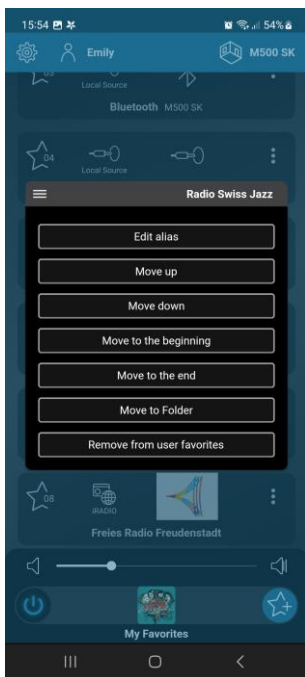 15:54 54%
Emily M500 SK
03
Local Source
Bluetooth M500 SK
04
Local Source
Radio Swiss Jazz
Edit alias
Move up
Move down
Move to the beginning
Move to the end
Move to Folder
Remove from user favorites
08
iRADIO
Freies Radio Freudenstadt
My Favorites